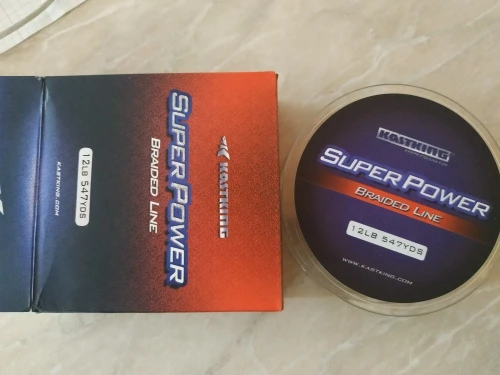 KASTKING
SUPER POWER
BRAIDED LINE
12LB 547YDS
KASTKING.COM
KASTKING
SUPER POWER
BRAIDED LINE
12LB 547YDS
WWW.KASTKING.COM